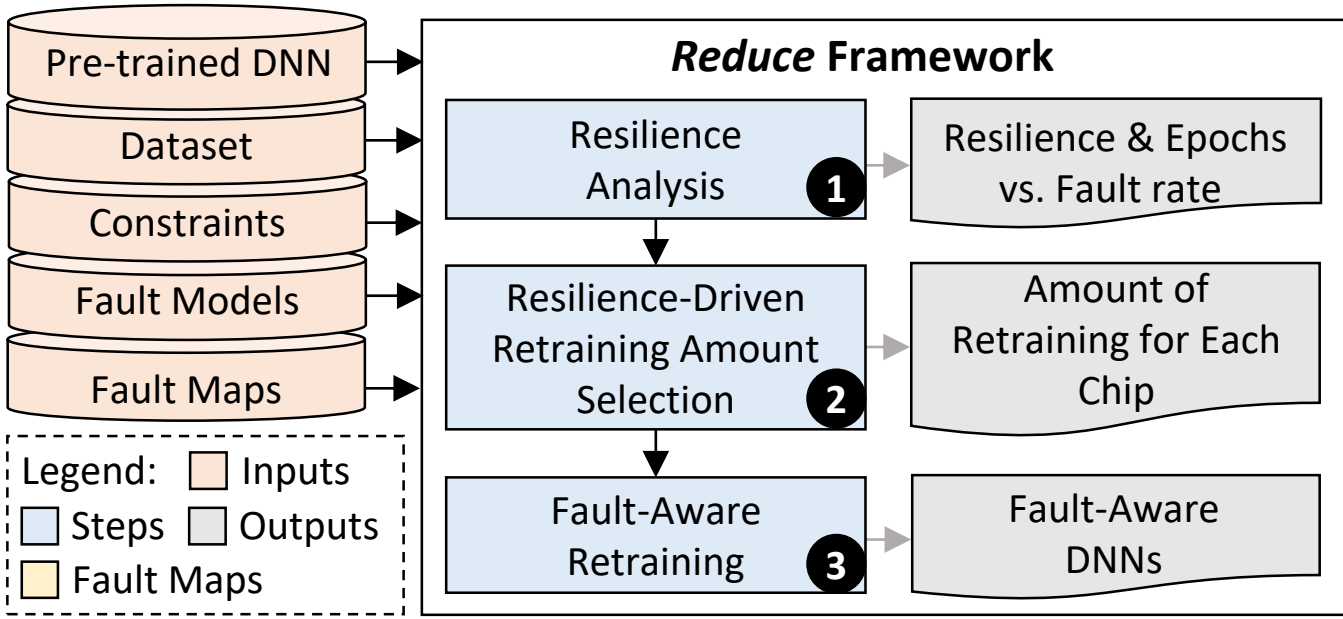 Pre-trained DNN
Dataset
Constraints
Fault Models
Fault Maps
Legend: Inputs
Steps Outputs
Fault Maps
Reduce Framework
Resilience
Analysis
1
Resilience & Epochs
vs. Fault rate
Resilience-Driven
Retraining Amount
Selection
2
Amount of
Retraining for Each
Chip
Fault-Aware
Retraining
3
Fault-Aware
DNNs